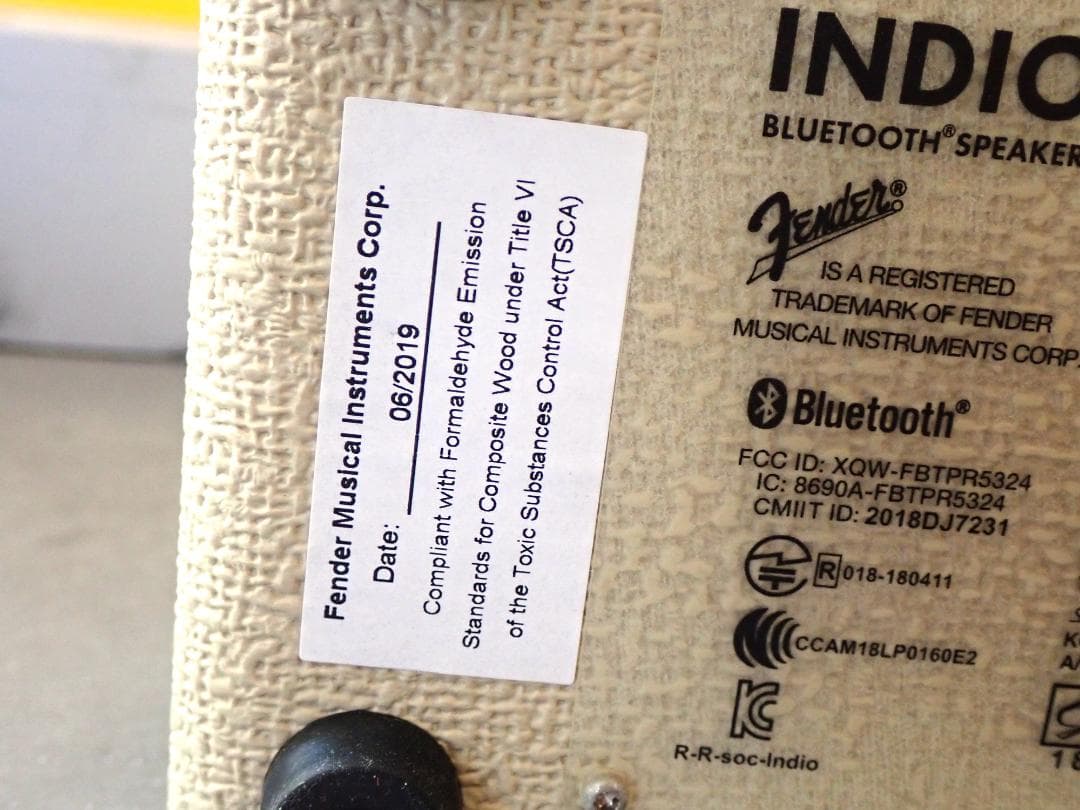 Fender Musical Instruments Corp.
Date: 06/2019
Compliant with Formaldehyde Emission
Standards for Composite Wood under Title VI
of the Toxic Substances Control Act(TSCA)
INDIO
BLUETOOTH® SPEAKER
Fender®
IS A REGISTERED
TRADEMARK OF FENDER
MUSICAL INSTRUMENTS CORP.
Bluetooth®
FCC ID: XQW-FBTPR5324
IC: 8690A-FBTPR5324
CMIIT ID: 2018DJ7231
R 018-180411
CCAM18LP0160E2
R-R-soc-Indio